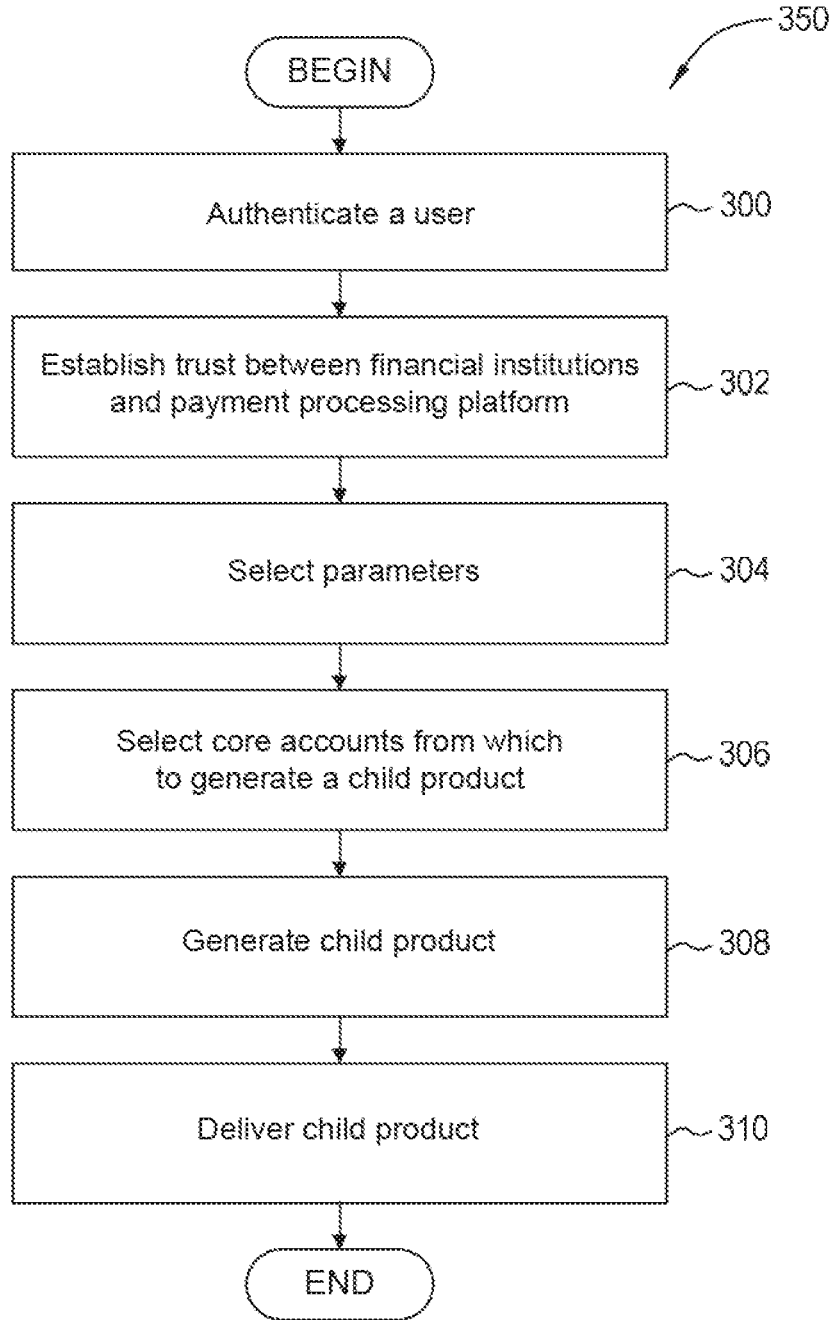 350
BEGIN
Authenticate a user
300
Establish trust between financial institutions
and payment processing platform
302
Select parameters
304
Select core accounts from which
to generate a child product
306
Generate child product
308
Deliver child product
310
END